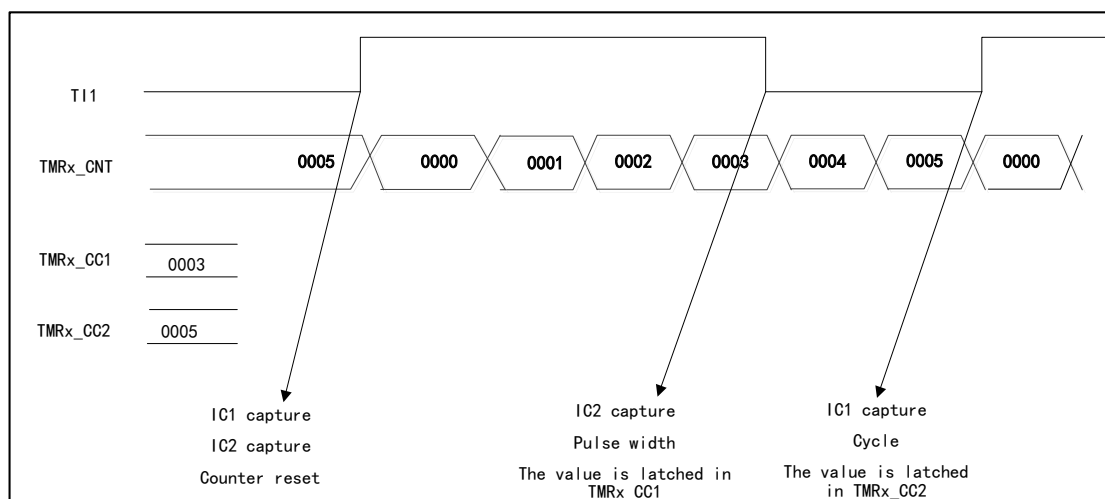 TI1
TMRx_CNT
0005 0000 0001 0002 0003 0004 0005 0000
TMRx_CC1
0003
TMRx_CC2
0005
IC1 capture
IC2 capture
Counter reset
IC2 capture
Pulse width
The value is latched in
TMRx CC1
IC1 capture
Cycle
The value is latched
in TMRx_CC2